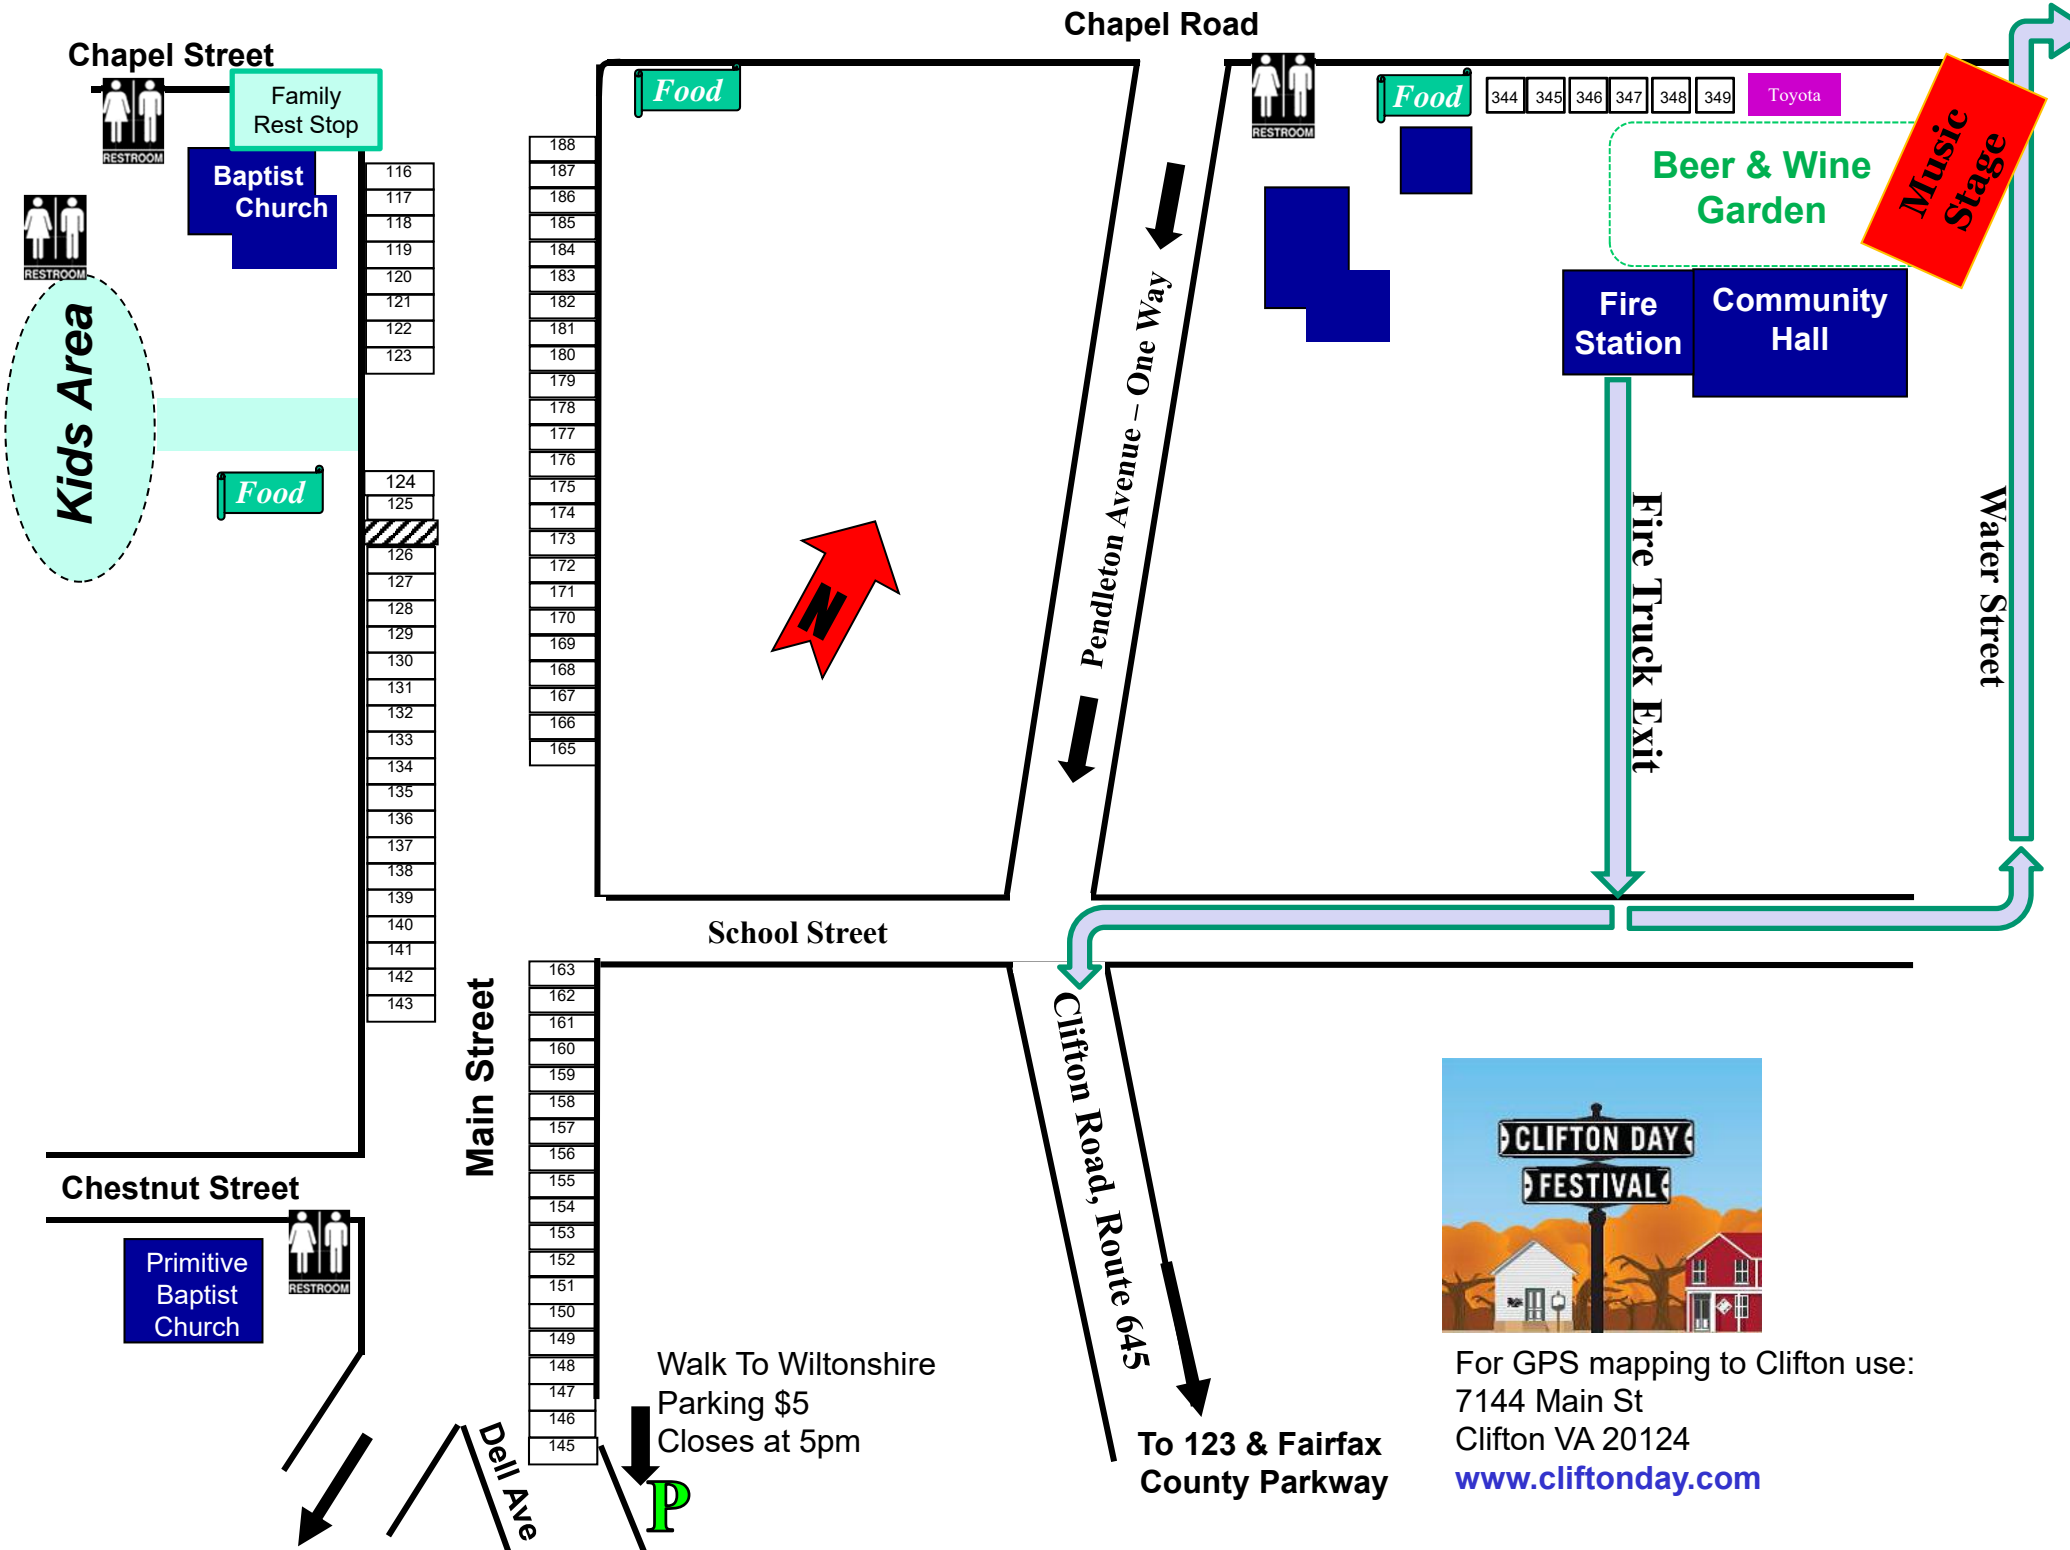 Chapel Road
Chapel Street
RESTROOM
Family
Rest Stop
Baptist
Church
RESTROOM
Kids Area
Food
116
117
118
119
120
121
122
123
124
125
126
127
128
129
130
131
132
133
134
135
136
137
138
139
140
141
142
143
Food
188
187
186
185
184
183
182
181
180
179
178
177
176
175
174
173
172
171
170
169
168
167
166
165
N
Pendleton Avenue – One Way
RESTROOM
Food
344 345 346 347 348 349
Toyota
Beer & Wine
Garden
Music
Stage
Fire
Station
Community
Hall
Fire Truck Exit
Water Street
School Street
Main Street
163
162
161
160
159
158
157
156
155
154
153
152
151
150
149
148
147
146
145
Clifton Road, Route 645
Chestnut Street
RESTROOM
Primitive
Baptist
Church
Dell Ave
Walk To Wiltonshire
Parking $5
Closes at 5pm
P
To 123 & Fairfax
County Parkway
CLIFTON DAY
FESTIVAL
For GPS mapping to Clifton use:
7144 Main St
Clifton VA 20124
www.cliftonday.com